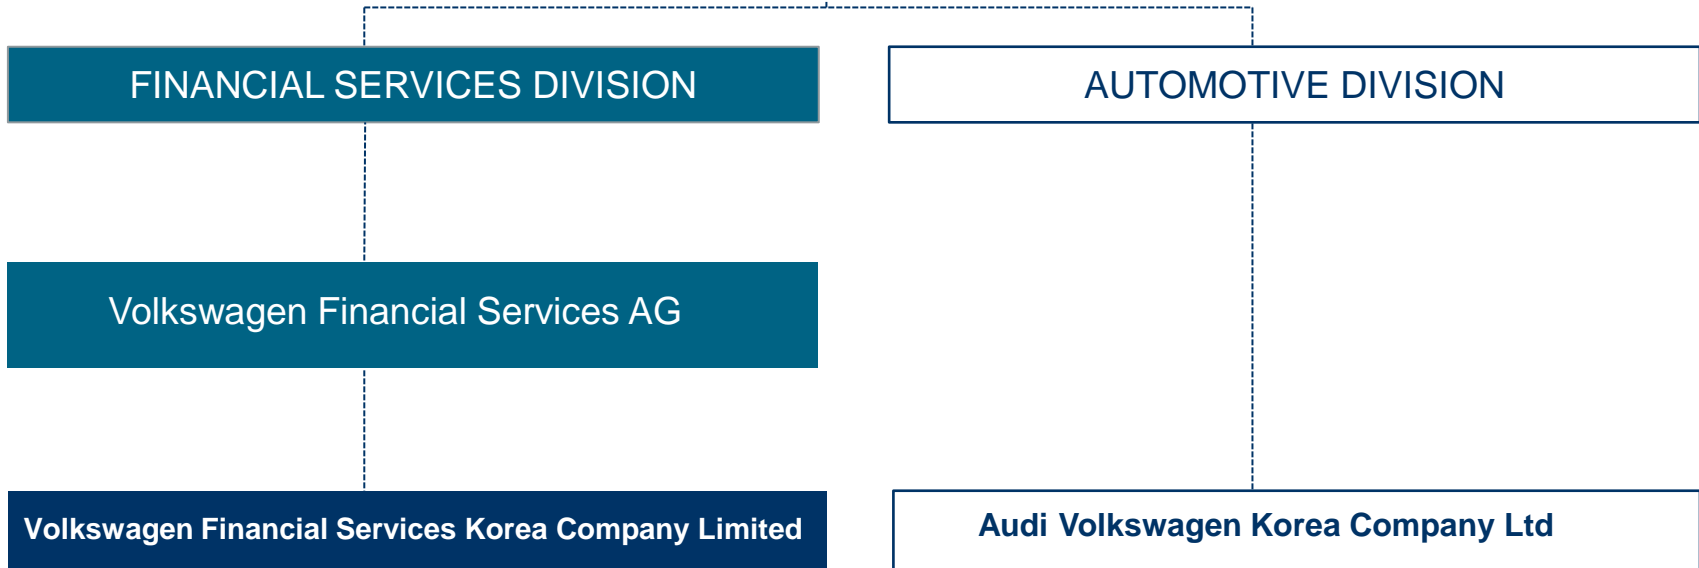 FINANCIAL SERVICES DIVISION
AUTOMOTIVE DIVISION
Volkswagen Financial Services AG
Volkswagen Financial Services Korea Company Limited
Audi Volkswagen Korea Company Ltd